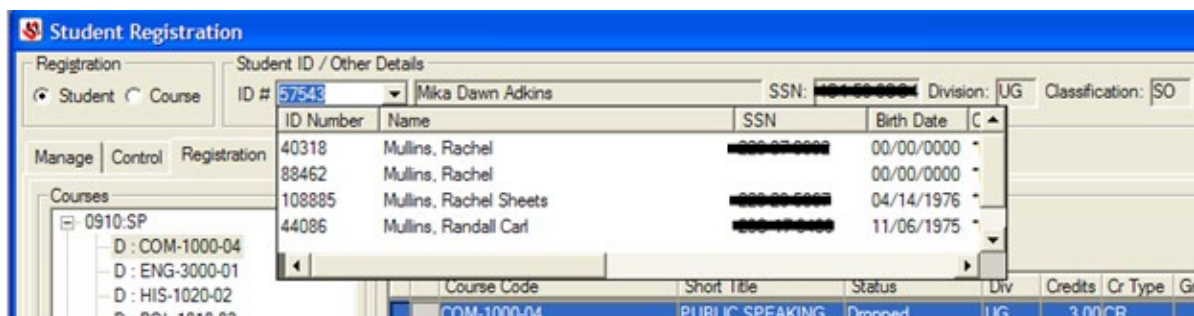 Student Registration
Registration Student ID / Other Details
Student Course ID # 57543 Mika Dawn Adkins SSN: Division: UG Classification: SO
ID Number Name SSN Birth Date C
Manage Control Registration 40318 Mullins, Rachel 00/00/0000
88462 Mullins, Rachel 00/00/0000
Courses 108885 Mullins, Rachel Sheets 04/14/1976
0910:SP 44086 Mullins, Randall Carl 11/06/1975
D : COM-1000-04
D : ENG-3000-01
D : HIS-1020-02 Course Code Short Title Status Div Credits Cr Type
COM-1000-04 PUBLIC SPEAKING Dropped UG 3.00 CR